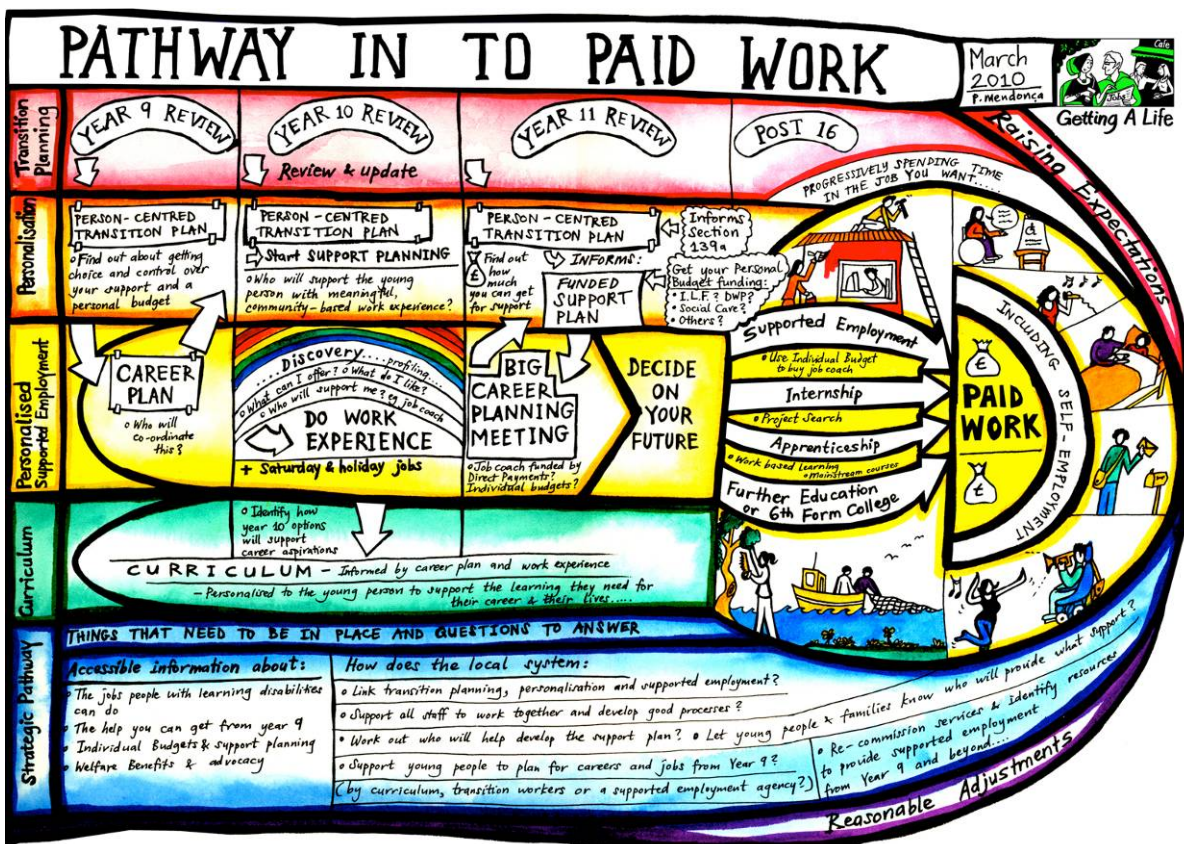 PATHWAY IN TO PAID WORK
March
2010
P. Mendonca
Cafe
Jobs
Getting A Life
Transition
Planning
YEAR 9 REVIEW
YEAR 10 REVIEW
Review & update
YEAR 11 REVIEW
POST 16
Raising Expectations
PROGRESSIVELY SPENDING TIME
IN THE JOB YOU WANT.....
Personalisation
PERSON-CENTRED
TRANSITION PLAN
Find out about getting
choice and control over
your support and a
personal budget
PERSON-CENTRED
TRANSITION PLAN
Start SUPPORT PLANNING
Who will support the young
person with meaningful,
community-based work experience?
PERSON-CENTRED
TRANSITION PLAN
£
Find out
how
much
you can get
for support
INFORMS:
FUNDED
SUPPORT
PLAN
Informs
Section
139a
Get your Personal
Budget funding:
I.L.F.? DWP?
Social Care?
Others?
Personalised
Supported Employment
CAREER
PLAN
Who will
co-ordinate
this?
.....Discovery....profiling....
What can I offer? What do I like?
Who will support me? eg job coach
DO WORK
EXPERIENCE
+ Saturday & holiday jobs
BIG
CAREER
PLANNING
MEETING
Job coach funded by
Direct Payments?
Individual budgets?
DECIDE
ON
YOUR
FUTURE
Supported Employment
Use Individual Budget
to buy job coach
Internship
Project Search
Apprenticeship
Work based learning
Mainstream courses
Further Education
or 6th Form College
£
PAID
WORK
£
INCLUDING SELF-EMPLOYMENT
Curriculum
Identify how
year 10 options
will support
career aspirations
CURRICULUM - Informed by career plan and work experience
- Personalised to the young person to support the learning they need for
their career & their lives.....
Strategic Pathway
THINGS THAT NEED TO BE IN PLACE AND QUESTIONS TO ANSWER
Accessible information about:
The jobs people with learning disabilities
can do
The help you can get from year 9
Individual Budgets & support planning
Welfare Benefits & advocacy
How does the local system:
Link transition planning, personalisation and supported employment?
Support all staff to work together and develop good processes?
Work out who will help develop the support plan?
Let young people & families know who will provide what support?
Support young people to plan for careers and jobs from Year 9?
(by curriculum, transition workers or a supported employment agency?)
Re-commission services & identify resources
to provide supported employment
from Year 9 and beyond....
Reasonable Adjustments